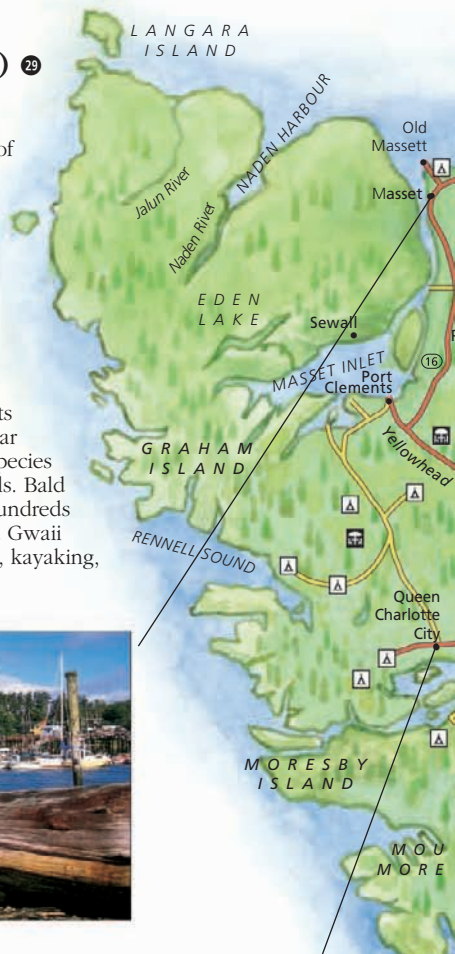 LANGARA
ISLAND
) 29
of
NADEN HARBOUR
Old
Massett
Masset
Jalun River
Naden River
EDEN
LAKE
Sewall
16
MASSET INLET
Port
Clements
Yellowhead
ts
ar
pecies
ls. Bald
undreds
Gwaii
, kayaking,
GRAHAM
ISLAND
RENNELL SOUND
Queen
Charlotte
City
MORESBY
ISLAND
MOU
MORE